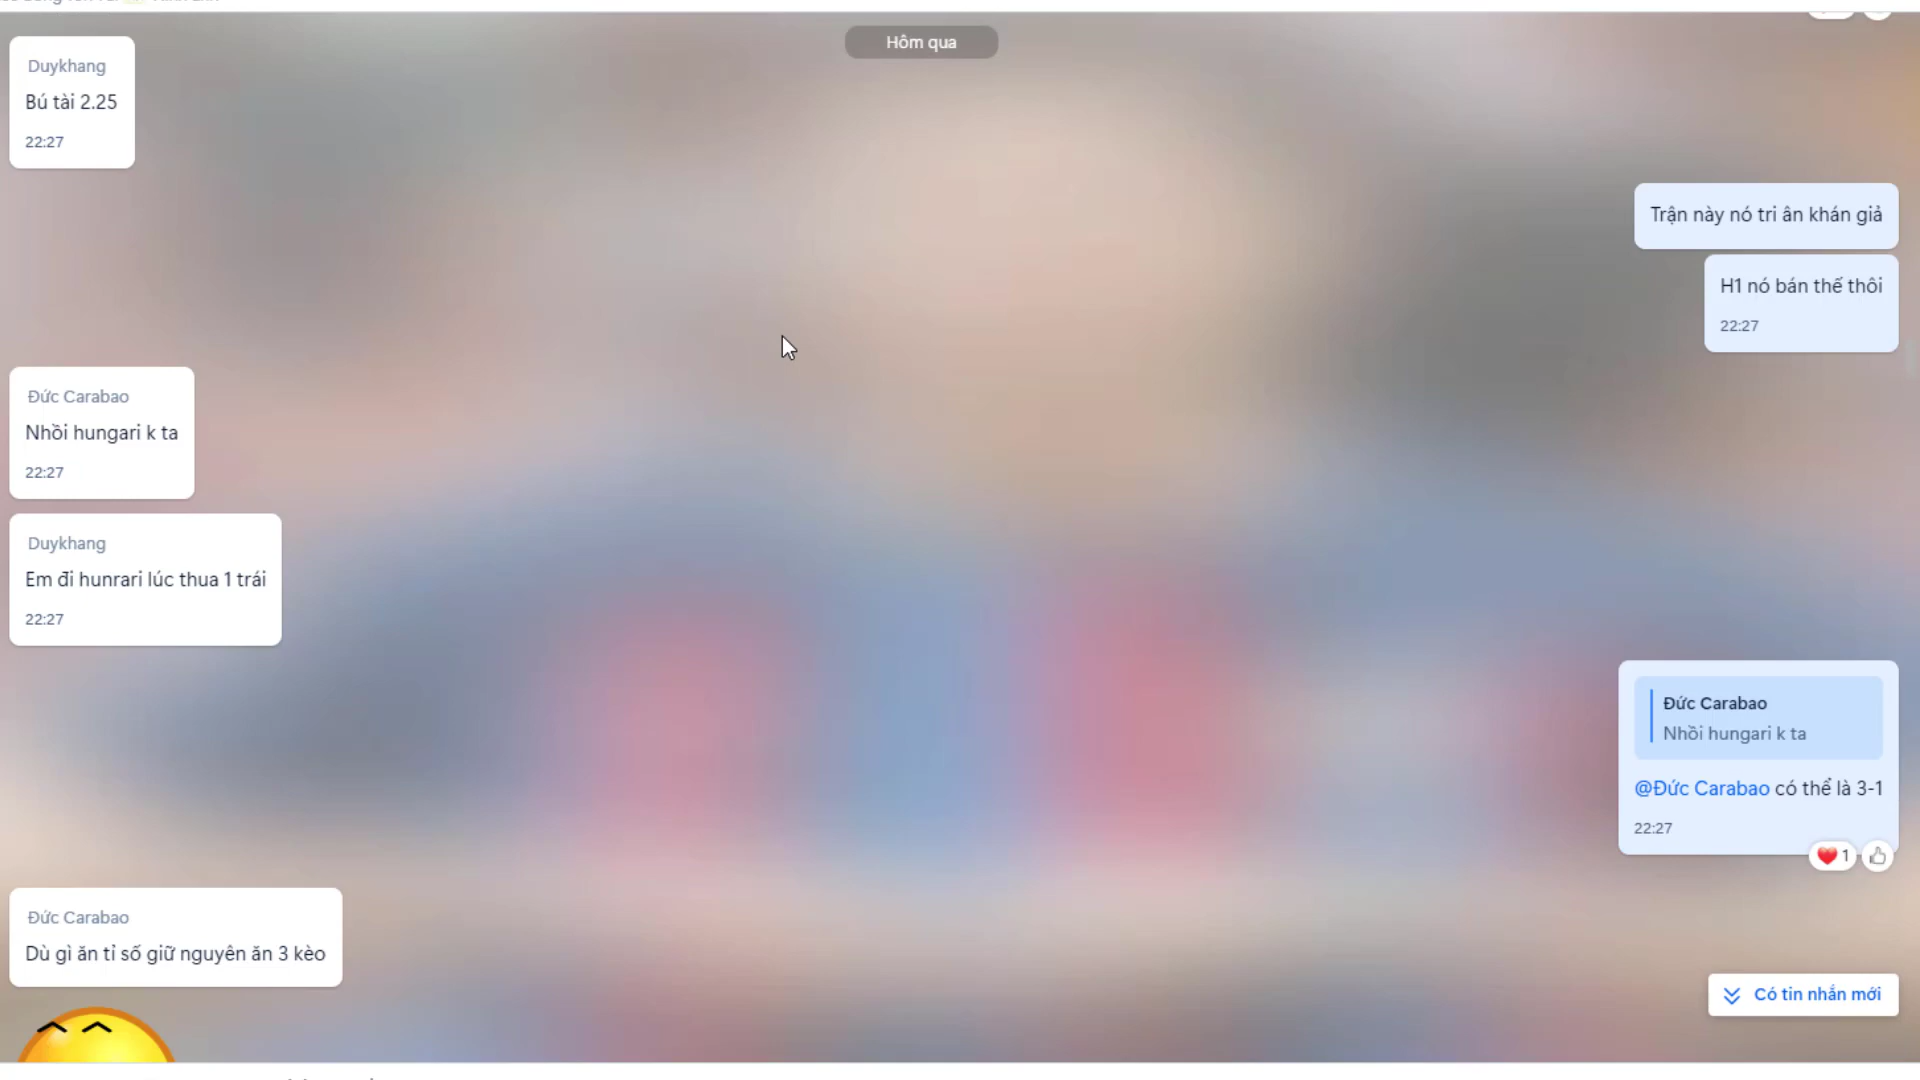 Hôm qua
Duykhang
Bú tài 2.25
22:27
Trận này nó tri ân khán giả
H1 nó bán thế thôi
22:27
Đức Carabao
Nhồi hungari k ta
22:27
Duykhang
Em đi hunrari lúc thua 1 trái
22:27
Đức Carabao
Nhồi hungari k ta
@Đức Carabao có thể là 3-1
22:27
1
Đức Carabao
Dù gì ăn tỉ số giữ nguyên ăn 3 kèo
Có tin nhắn mới